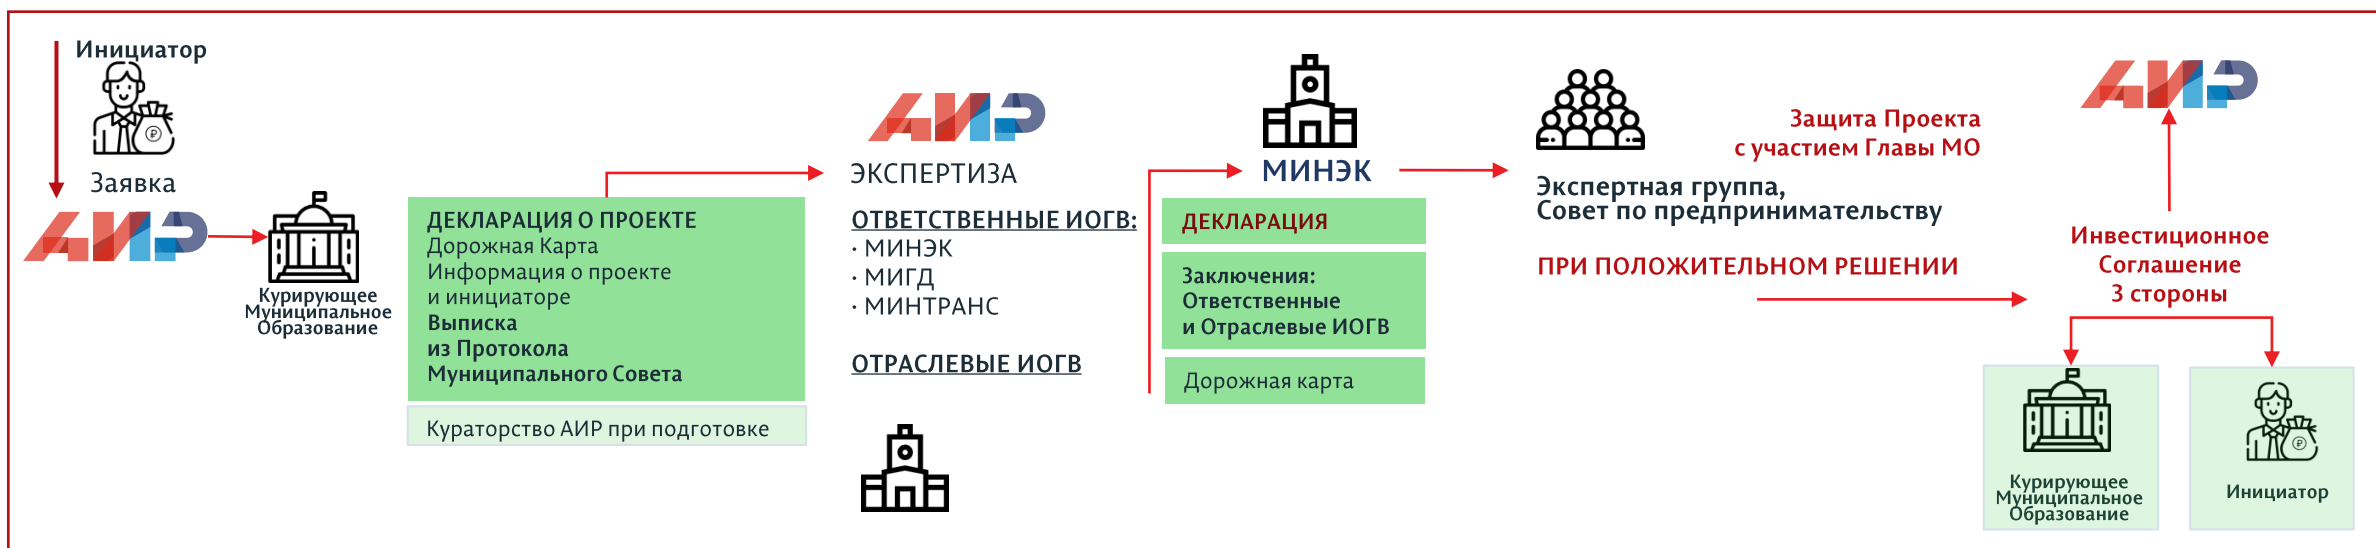 Инициатор
₽
Заявка
АИР
Курирующее
Муниципальное
Образование
ДЕКЛАРАЦИЯ О ПРОЕКТЕ
Дорожная Карта
Информация о проекте
и инициаторе
Выписка
из Протокола
Муниципального Совета
Кураторство АИР при подготовке
АИР
ЭКСПЕРТИЗА
ОТВЕТСТВЕННЫЕ ИОГВ:
· МИНЭК
· МИГД
· МИНТРАНС
ОТРАСЛЕВЫЕ ИОГВ
МИНЭК
ДЕКЛАРАЦИЯ
Заключения:
Ответственные
и Отраслевые ИОГВ
Дорожная карта
Защита Проекта
с участием Главы МО
Экспертная группа,
Совет по предпринимательству
ПРИ ПОЛОЖИТЕЛЬНОМ РЕШЕНИИ
АИР
Инвестиционное
Соглашение
3 стороны
Курирующее
Муниципальное
Образование
₽
Инициатор